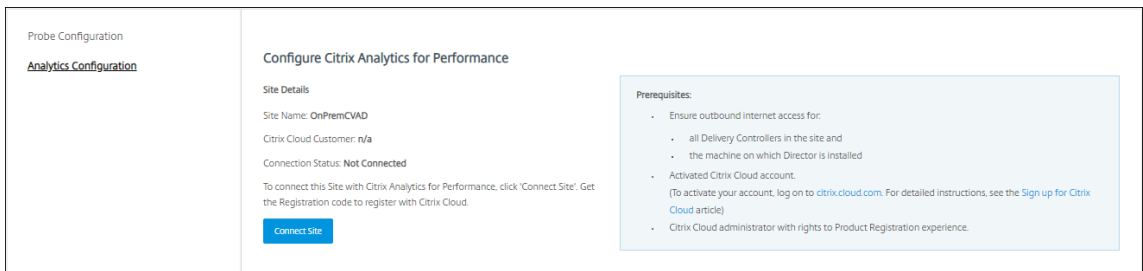 Probe Configuration
Analytics Configuration
Configure Citrix Analytics for Performance
Site Details
Site Name: OnPremCVAD
Citrix Cloud Customer: n/a
Connection Status: Not Connected
To connect this Site with Citrix Analytics for Performance, click 'Connect Site'. Get
the Registration code to register with Citrix Cloud.
Connect Site
Prerequisites:
• Ensure outbound internet access for:
• all Delivery Controllers in the site and
• the machine on which Director is installed
• Activated Citrix Cloud account.
(To activate your account, log on to citrix.cloud.com. For detailed instructions, see the Sign up for Citrix
Cloud article)
• Citrix Cloud administrator with rights to Product Registration experience.